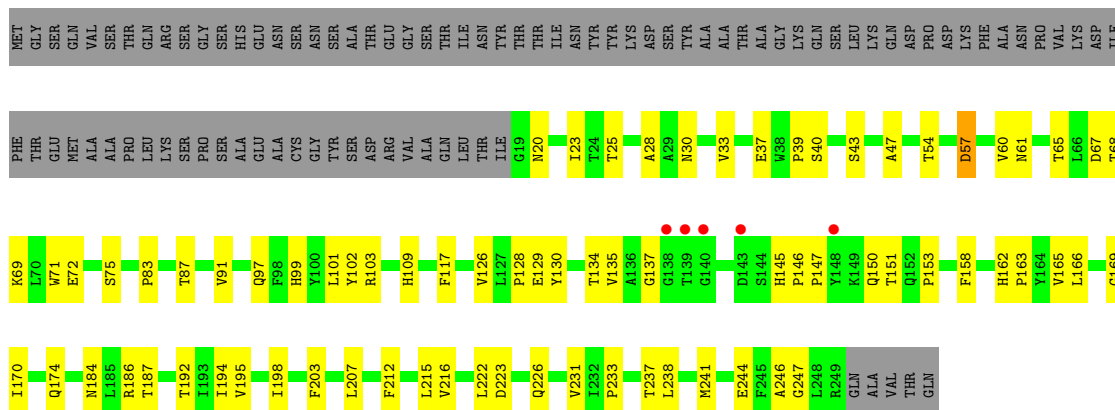 MET GLY SER GLN VAL SER THR GLN ARG SER GLY SER HIS GLU ASN SER ASN SER ALA THR GLU GLY SER THR ILE ASN TYR THR THR ILE ASN TYR TYR LYS ASP SER TYR ALA ALA THR ALA GLY LYS GLN SER LEU LYS GLN ASP PRO ASP LYS PHE ALA ASN PRO VAL LYS ASP ILE
PHE THR GLU MET ALA ALA PRO LEU LYS SER PRO SER ALA GLU ALA CYS GLY TYR SER ASP ARG VAL ALA GLN LEU THR ILE G19 N20 I23 T24 T25 A28 A29 N30 V33 E37 W38 P39 S40 S43 A47 T54 D57 V60 N61 T65 L66 D67 T68
K69 L70 W71 E72 S75 P83 T87 V91 Q97 F98 H99 Y100 L101 Y102 R103 H109 F117 V126 L127 P128 E129 Y130 T134 V135 A136 G137 G138 T139 G140 D143 S144 H145 P146 P147 Y148 K149 Q150 T151 Q152 P153 F158 H162 P163 Y164 V165 L166 G169
I170 Q174 N184 L185 R186 T187 T192 I193 I194 V195 I198 F203 L207 F212 L215 V216 L222 D223 Q226 V231 I232 P233 T237 L238 M241 E244 F245 A246 G247 L248 R249 GLN ALA VAL THR GLN